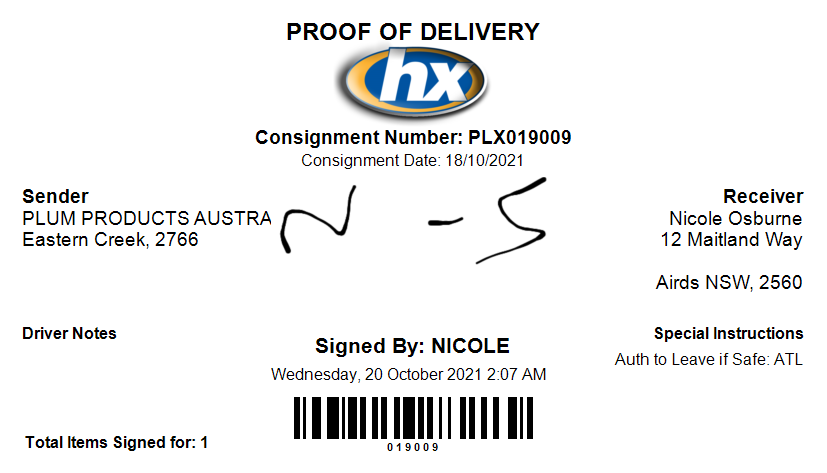 PROOF OF DELIVERY
hx
Consignment Number: PLX019009
Consignment Date: 18/10/2021
Sender
PLUM PRODUCTS AUSTRA
Eastern Creek, 2766
N - S
Receiver
Nicole Osburne
12 Maitland Way
Airds NSW, 2560
Driver Notes
Signed By: NICOLE
Wednesday, 20 October 2021 2:07 AM
Special Instructions
Auth to Leave if Safe: ATL
Total Items Signed for: 1
019009